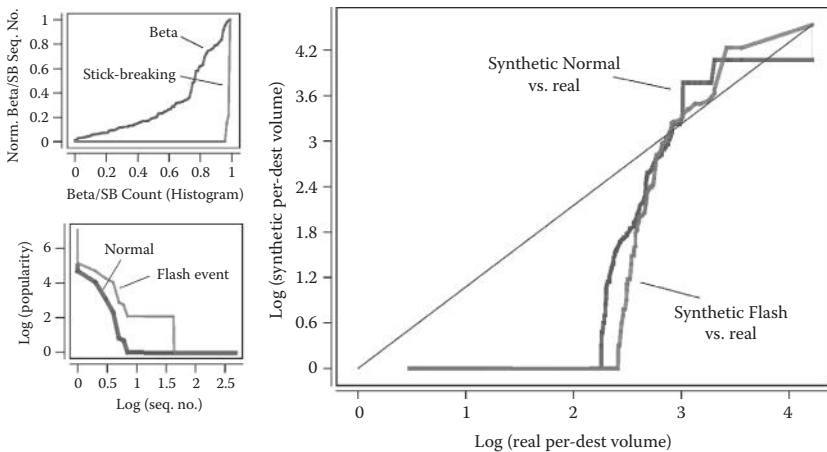 Norm. Beta/SB Seq. No.
1
0.8
0.6
0.4
0.2
0
Beta
Stick-breaking
0 0.2 0.4 0.6 0.8 1
Beta/SB Count (Histogram)
Log (popularity)
6
4
2
0
Normal
Flash event
0 0.5 1 1.5 2 2.5
Log (seq. no.)
Log (synthetic per-dest volume)
4.2
3.6
3
2.4
1.8
1.2
0.6
0
Synthetic Normal
vs. real
Synthetic Flash
vs. real
0 1 2 3 4
Log (real per-dest volume)